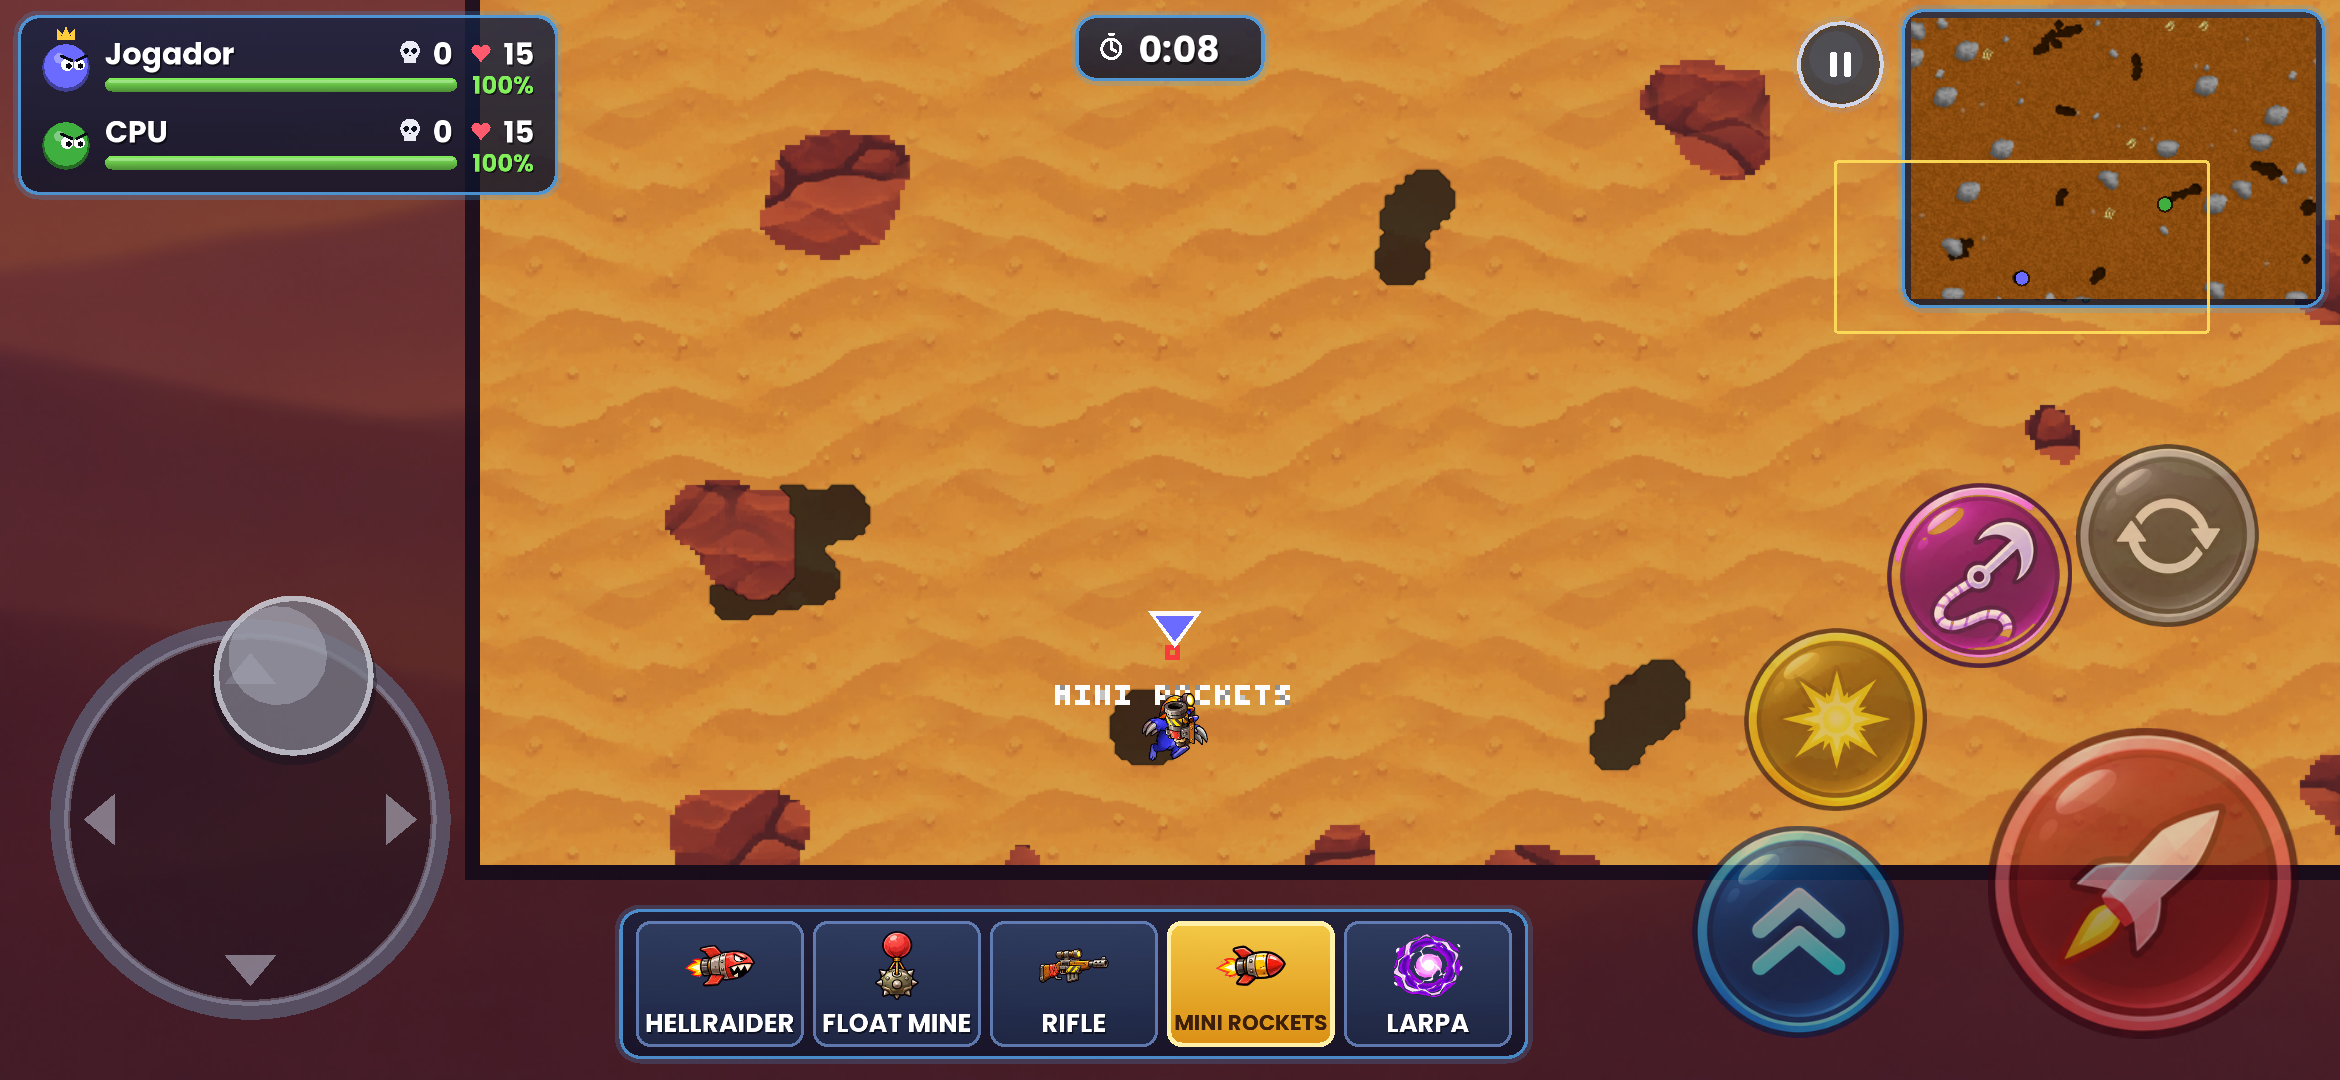 Jogador 0 15
100%
CPU 0 15
100%
0:08
MINI ROCKETS
HELLRAIDER
FLOAT MINE
RIFLE
MINI ROCKETS
LARPA